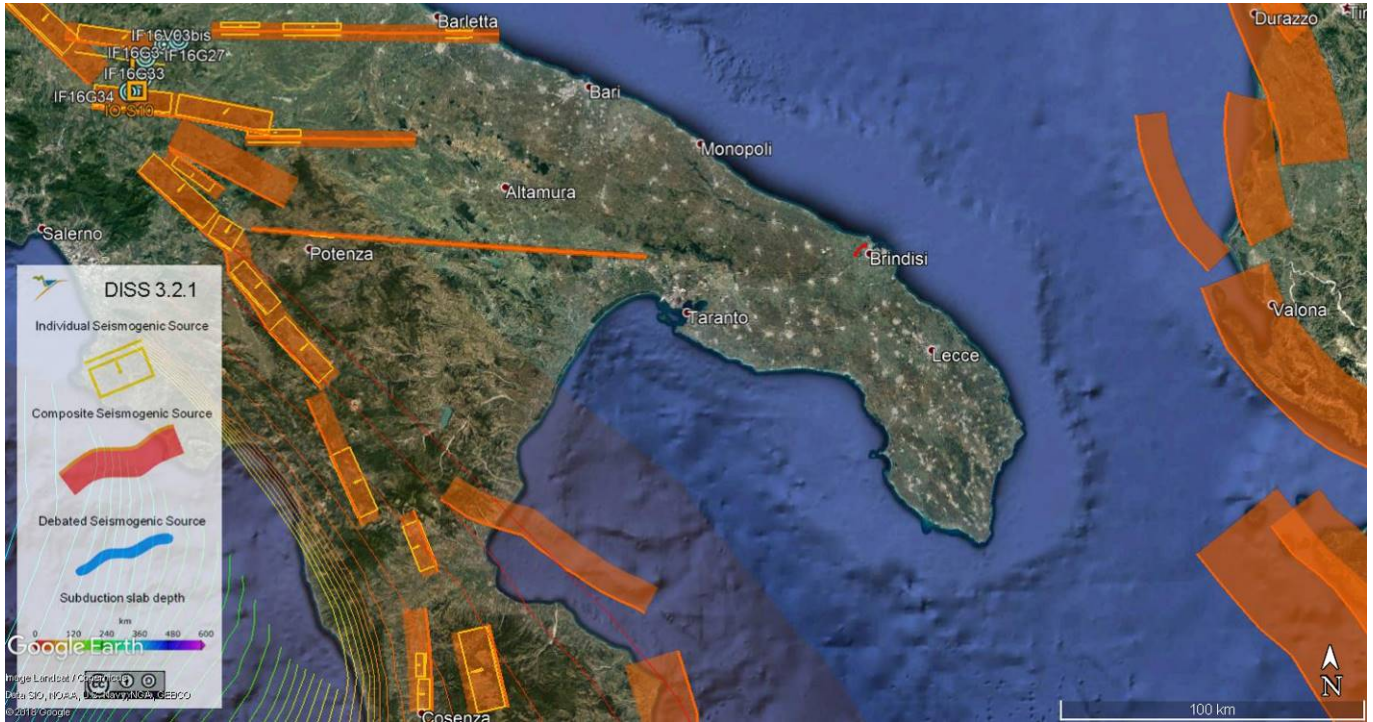 Barletta
Durazzo
IF16V03bis
IF16G27
IF16G33
IF16G34
IO-S10
Bari
Monopoli
Altamura
Salerno
Potenza
Brindisi
Taranto
Valona
Lecce
DISS 3.2.1
Individual Seismogenic Source
Composite Seismogenic Source
Debated Seismogenic Source
Subduction slab depth
km
0 120 240 360 480 600
Google Earth
Image Landsat / Copernicus
Data SIO, NOAA, U.S. Navy, NGA, GEBCO
©2018 Google
Cosenza
N
100 km